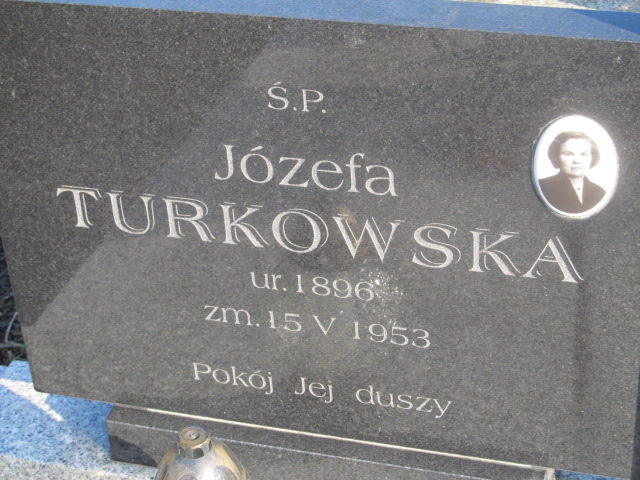 Ś.P.
Józefa
TURKOWSKA
ur. 1896
zm. 15 V 1953
Pokój Jej duszy